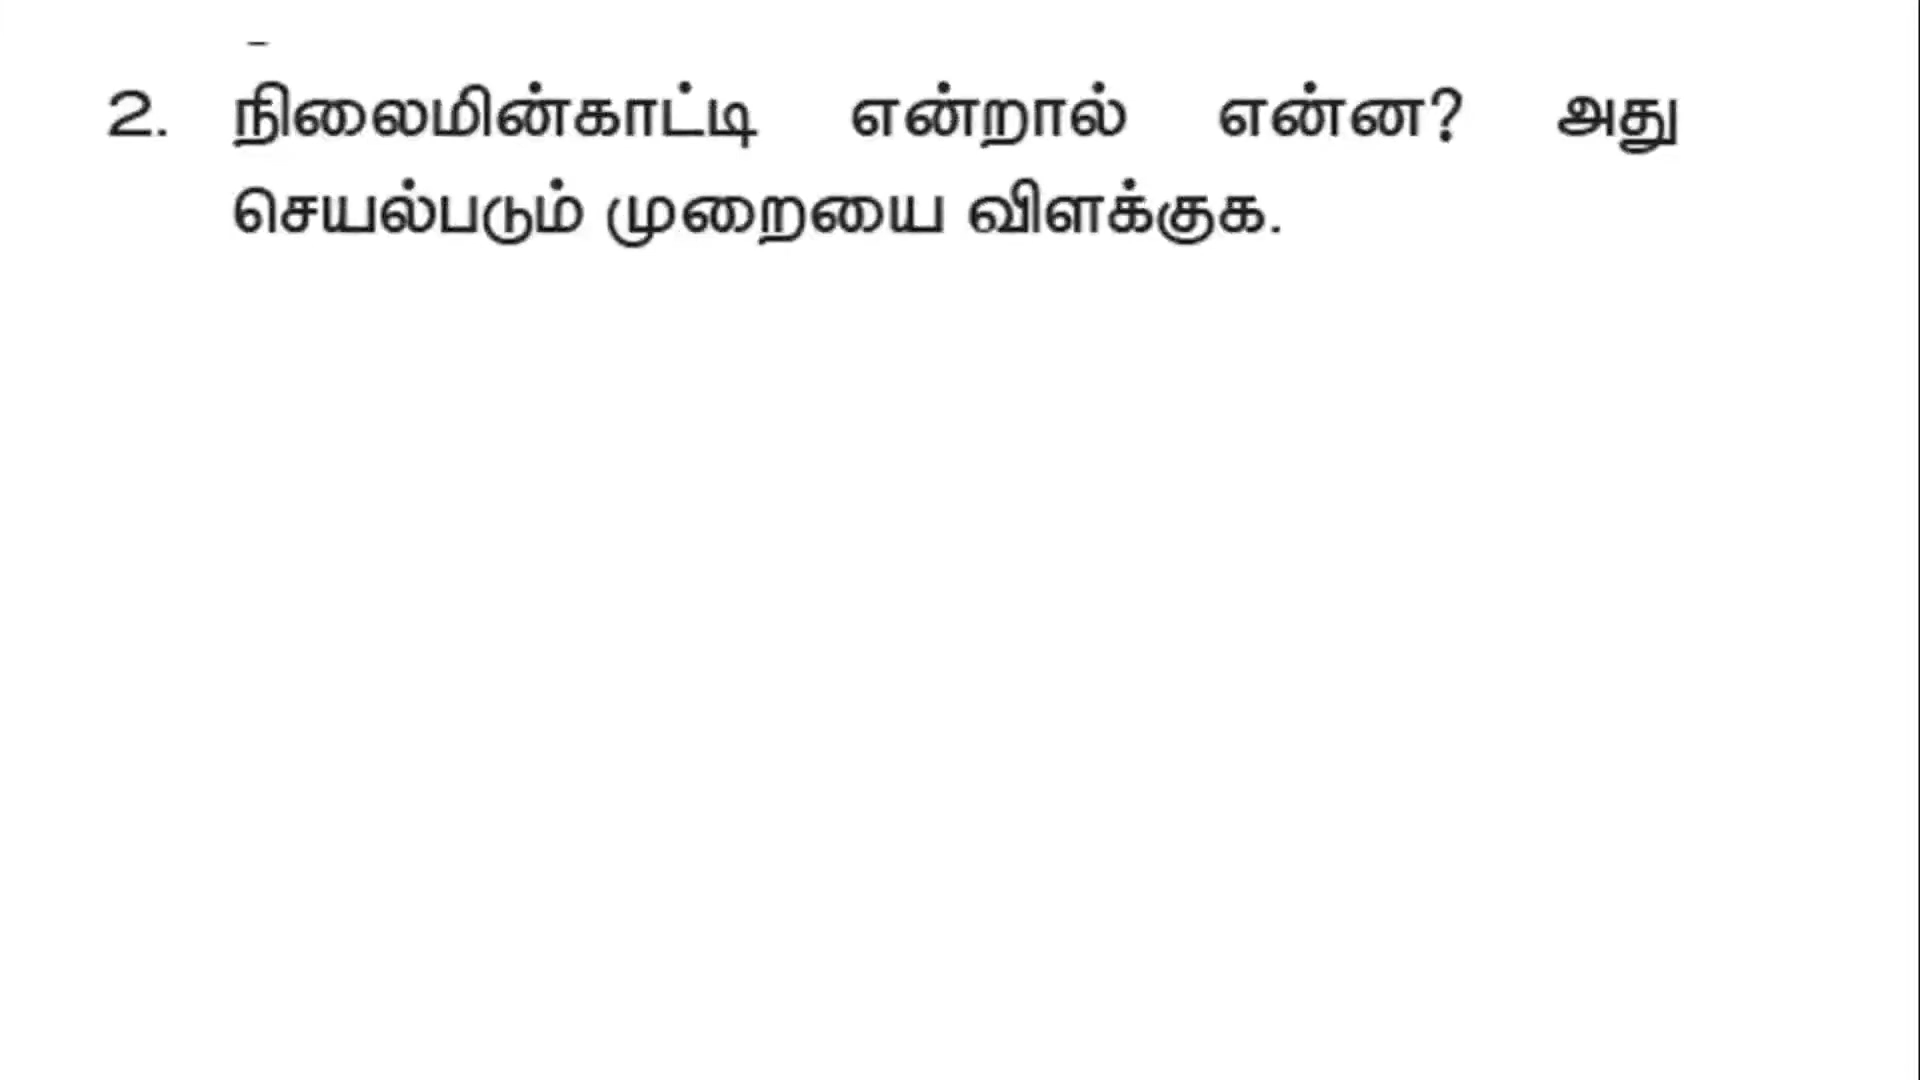 2. நிலைமின்காட்டி என்றால் என்ன? அது
செயல்படும் முறையை விளக்குக.